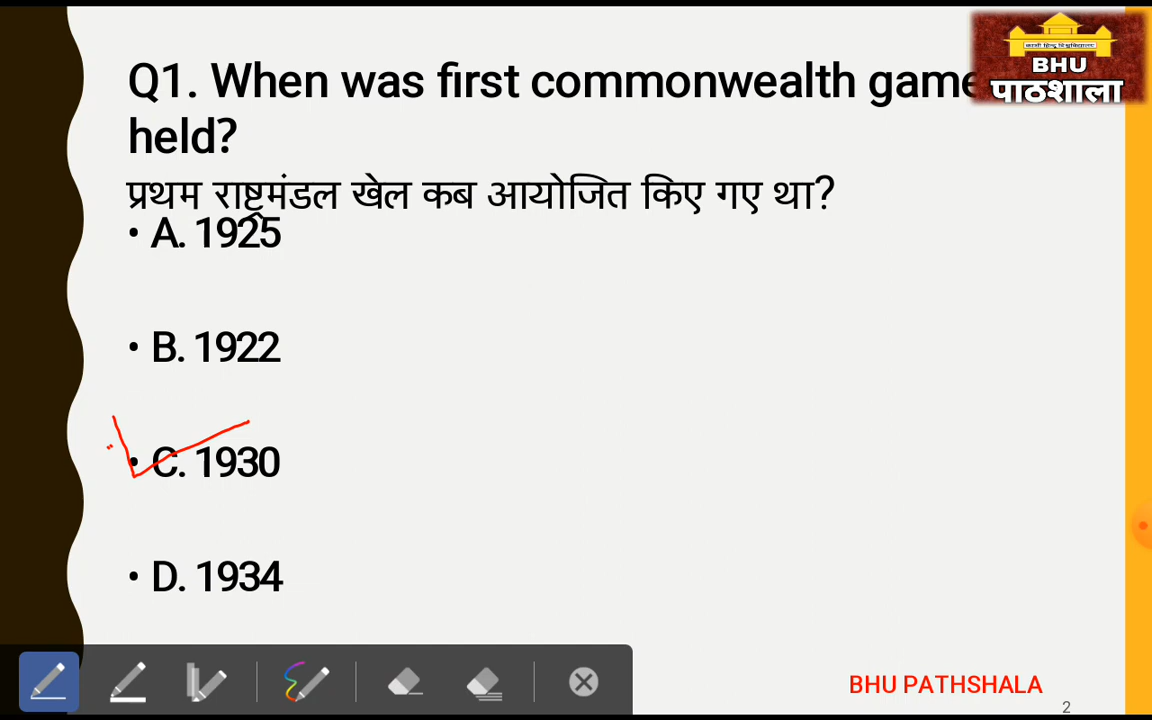 Q1. When was first commonwealth game
held?
प्रथम राष्ट्रमंडल खेल कब आयोजित किए गए था?
• A. 1925
• B. 1922
• C. 1930
• D. 1934
BHU
पाठशाला
BHU PATHSHALA
2